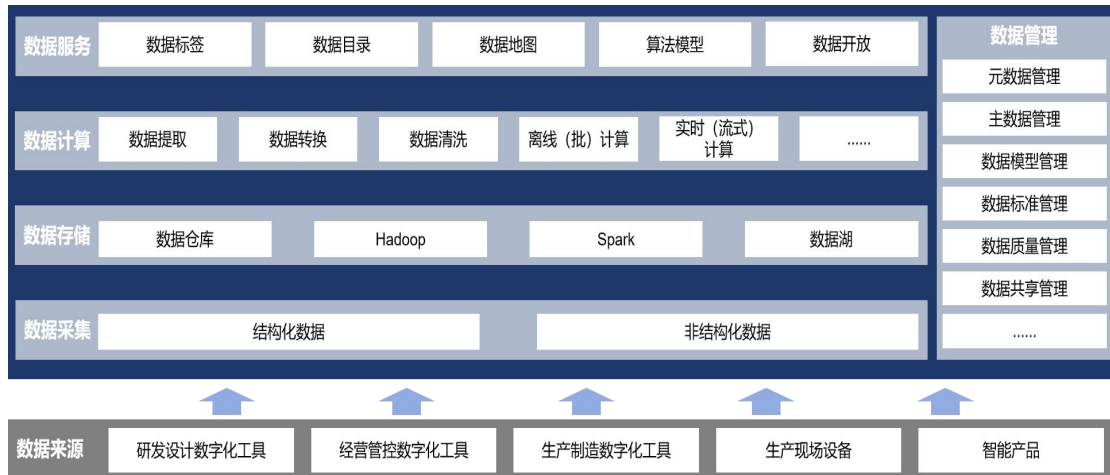 数据服务
数据标签
数据目录
数据地图
算法模型
数据开放
数据计算
数据提取
数据转换
数据清洗
离线（批）计算
实时（流式）
计算
......
数据存储
数据仓库
Hadoop
Spark
数据湖
数据采集
结构化数据
非结构化数据
数据管理
元数据管理
主数据管理
数据模型管理
数据标准管理
数据质量管理
数据共享管理
......
数据来源
研发设计数字化工具
经营管控数字化工具
生产制造数字化工具
生产现场设备
智能产品